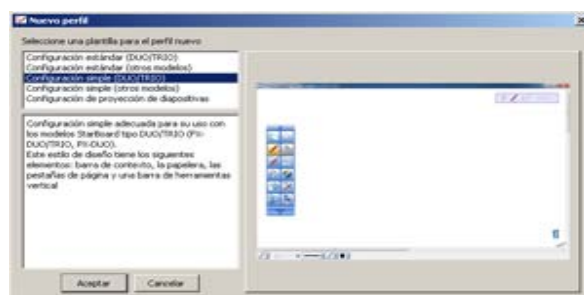 Nuevo perfil
Seleccione una plantilla para el perfil nuevo
Configuración estándar (DUO/TRIO)
Configuración estándar (otros modelos)
Configuración simple (DUO/TRIO)
Configuración simple (otros modelos)
Configuración de proyección de diapositivas
Configuración simple adecuada para su uso con
los modelos StarBoard tipo DUO/TRIO (FX-
DUO/TRIO, PX-DUO).
Este estilo de diseño tiene los siguientes
elementos: barra de contexto, la papelera, las
pestañas de página y una barra de herramientas
vertical
Aceptar
Cancelar